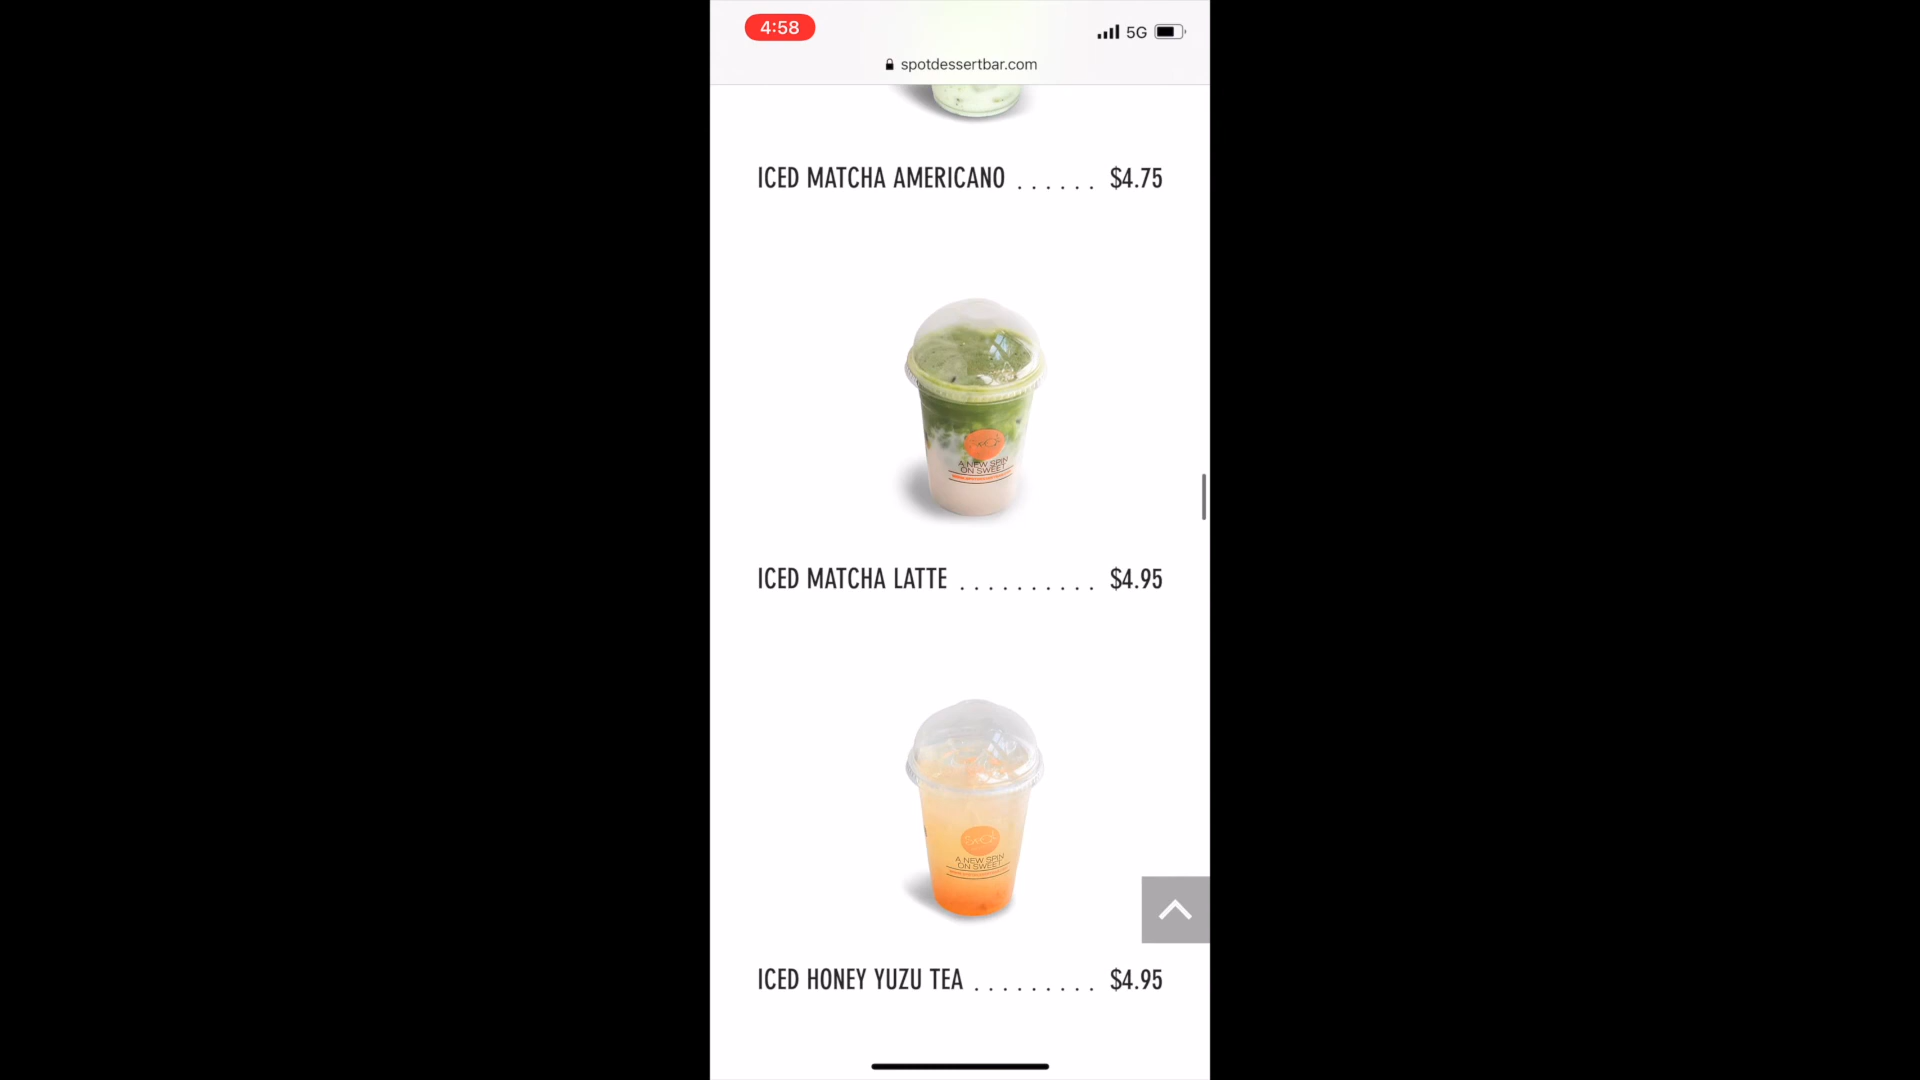 4:58
5G
spotdessertbar.com
ICED MATCHA AMERICANO ...... $4.75
A NEW SPIN
ON SWEET
ICED MATCHA LATTE .......... $4.95
A NEW SPIN
ON SWEET
ICED HONEY YUZU TEA ......... $4.95